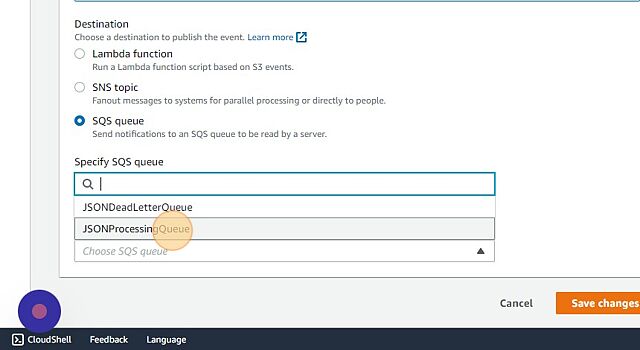 Destination
Choose a destination to publish the event. Learn more
Lambda function
Run a Lambda function script based on S3 events.
SNS topic
Fanout messages to systems for parallel processing or directly to people.
SQS queue
Send notifications to an SQS queue to be read by a server.
Specify SQS queue
JSONDeadLetterQueue
JSONProcessingQueue
Choose SQS queue
Cancel Save changes
CloudShell Feedback Language